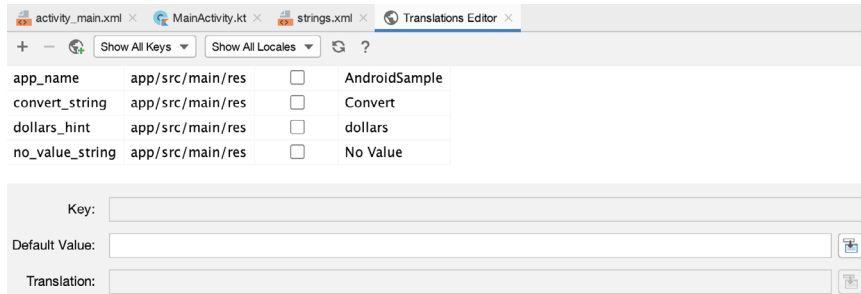 activity_main.xml MainActivity.kt strings.xml Translations Editor
Show All Keys Show All Locales ?
app_name app/src/main/res AndroidSample
convert_string app/src/main/res Convert
dollars_hint app/src/main/res dollars
no_value_string app/src/main/res No Value
Key:
Default Value:
Translation: